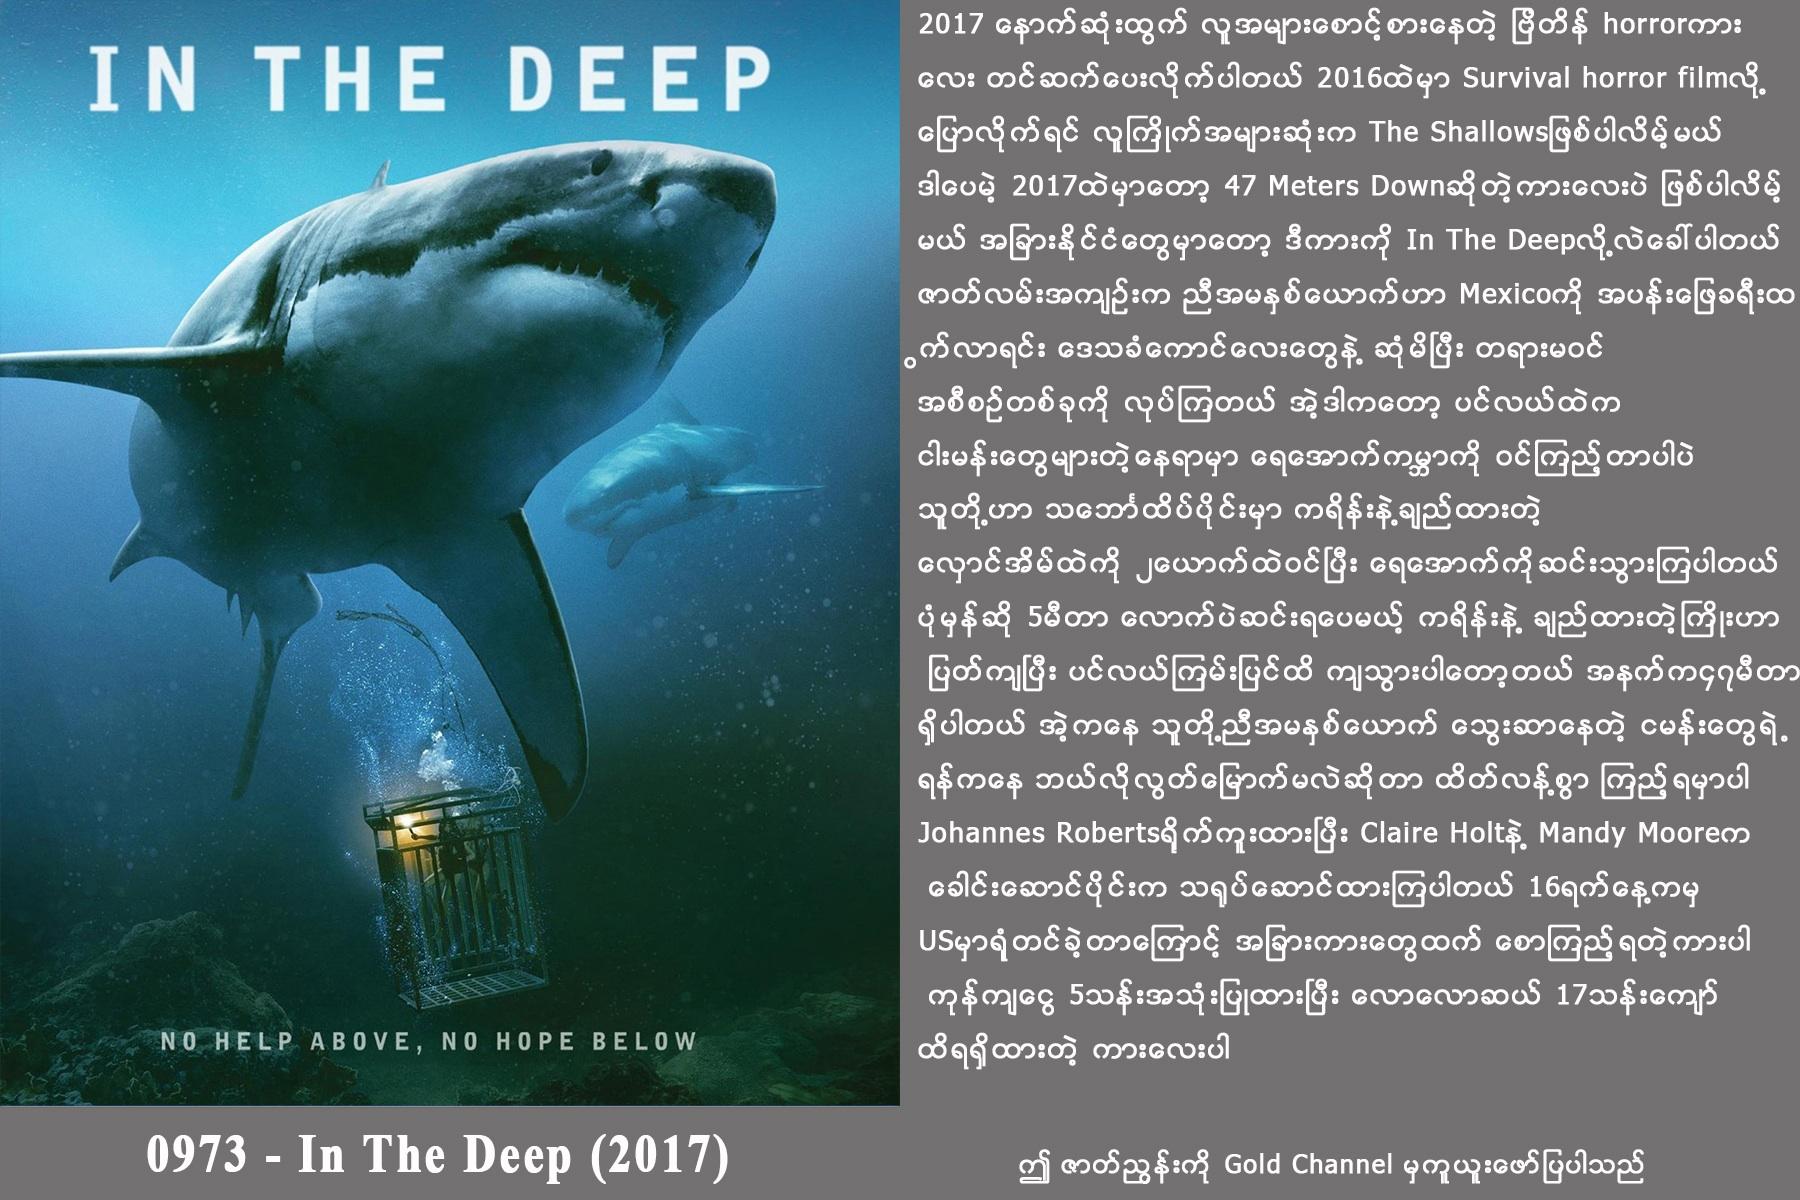 IN THE DEEP
NO HELP ABOVE, NO HOPE BELOW
0973 - In The Deep (2017)
2017 နောက်ဆုံးထွက် လူအများစောင့်စားနေတဲ့ ဗြိတိန် horrorကား
လေး တင်ဆက်ပေးလိုက်ပါတယ် 2016ထဲမှာ Survival horror filmလို့
ပြောလိုက်ရင် လူကြိုက်အများဆုံးက The Shallowsဖြစ်ပါလိမ့်မယ်
ဒါပေမဲ့ 2017ထဲမှာတော့ 47 Meters Downဆိုတဲ့ကားလေးပဲ ဖြစ်ပါလိမ့်
မယ် အခြားနိုင်ငံတွေမှာတော့ ဒီကားကို In The Deepလို့လဲခေါ်ပါတယ်
ဇာတ်လမ်းအကျဉ်းက ညီအမနှစ်ယောက်ဟာ Mexicoကို အပန်းဖြေခရီးထ
ွက်လာရင်း ဒေသခံကောင်လေးတွေနဲ့ ဆုံမိပြီး တရားမဝင်
အစီစဉ်တစ်ခုကို လုပ်ကြတယ် အဲ့ဒါကတော့ ပင်လယ်ထဲက
ငါးမန်းတွေများတဲ့နေရာမှာ ရေအောက်ကမ္ဘာကို ဝင်ကြည့်တာပါပဲ
သူတို့ဟာ သင်္ဘောထိပ်ပိုင်းမှာ ကရိန်းနဲ့ချည်ထားတဲ့
လှောင်အိမ်ထဲကို ၂ယောက်ထဲဝင်ပြီး ရေအောက်ကိုဆင်းသွားကြပါတယ်
ပုံမှန်ဆို 5မီတာ လောက်ပဲဆင်းရပေမယ့် ကရိန်းနဲ့ ချည်ထားတဲ့ကြိုးဟာ
ပြတ်ကျပြီး ပင်လယ်ကြမ်းပြင်ထိ ကျသွားပါတော့တယ် အနက်က၄၇မီတာ
ရှိပါတယ် အဲ့ကနေ သူတို့ညီအမနှစ်ယောက် သွေးဆာနေတဲ့ ငမန်းတွေရဲ့
ရန်ကနေ ဘယ်လိုလွတ်မြောက်မလဲဆိုတာ ထိတ်လန့်စွာ ကြည့်ရမှာပါ
Johannes Robertsရိုက်ကူးထားပြီး Claire Holtနဲ့ Mandy Mooreက
ခေါင်းဆောင်ပိုင်းက သရုပ်ဆောင်ထားကြပါတယ် 16ရက်နေ့ကမှ
USမှာရုံတင်ခဲ့တာကြောင့် အခြားကားတွေထက် စောကြည့်ရတဲ့ကားပါ
ကုန်ကျငွေ 5သန်းအသုံးပြုထားပြီး လောလောဆယ် 17သန်းကျော်
ထိရရှိထားတဲ့ ကားလေးပါ
ဤ ဇာတ်ညွှန်းကို Gold Channel မှကူယူးဖော်ပြပါသည်